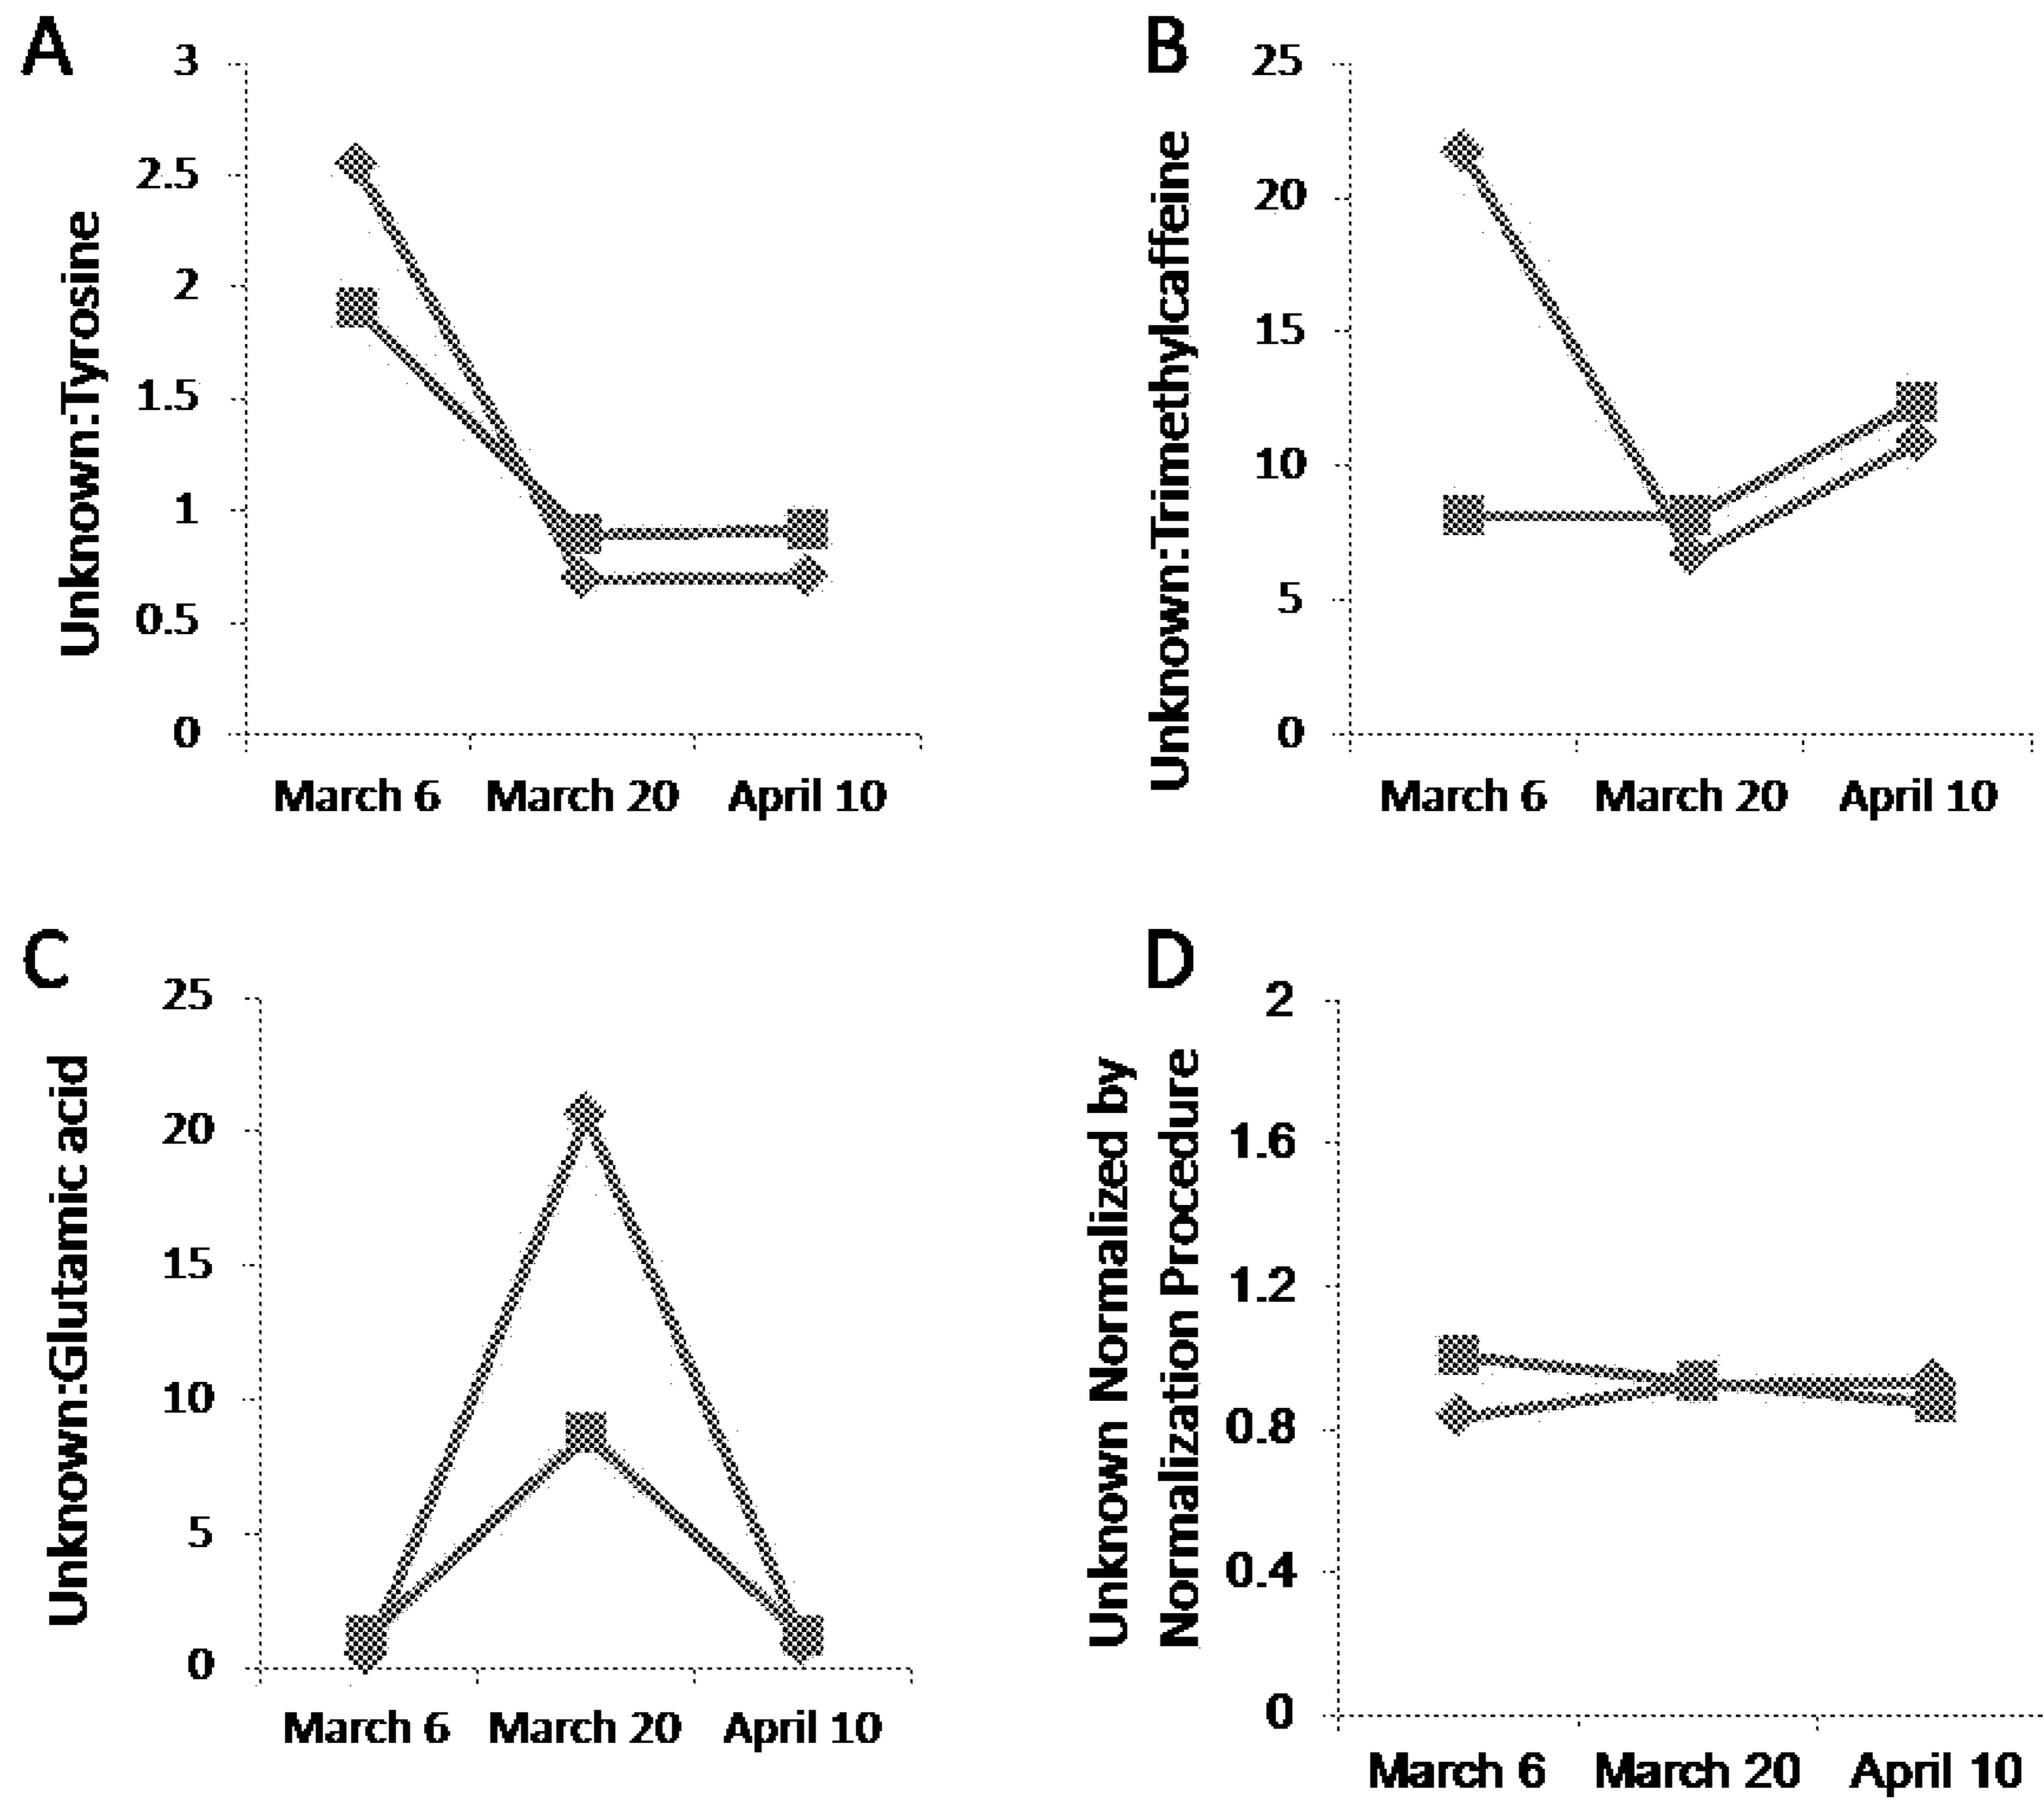 A
Unknown:Tyrosine
3
2.5
2
1.5
1
0.5
0
March 6 March 20 April 10
B
Unknown:Trimethylcaffeine
25
20
15
10
5
0
March 6 March 20 April 10
C
Unknown:Glutamic acid
25
20
15
10
5
0
March 6 March 20 April 10
D
Unknown Normalized by
Normalization Procedure
2
1.6
1.2
0.8
0.4
0
March 6 March 20 April 10